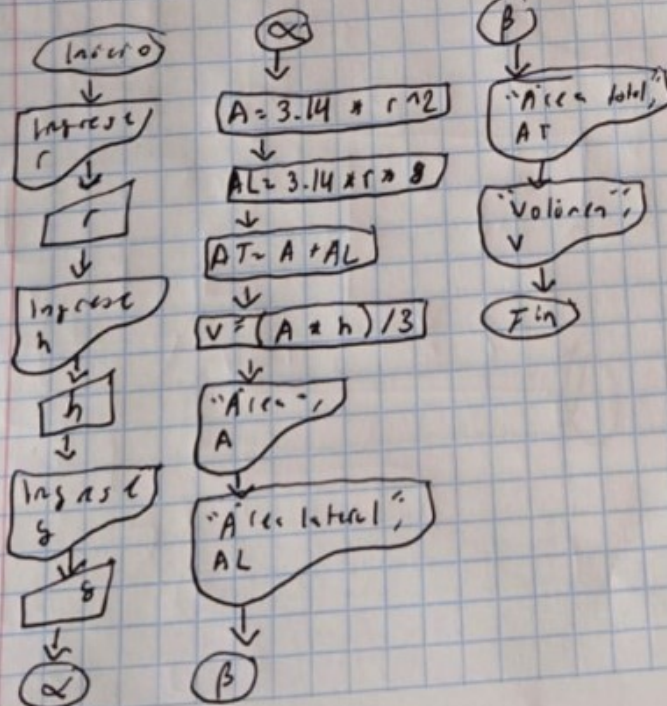 Inicio
Ingrese
r
r
Ingrese
h
h
Ingrese
g
g
α
α
A = 3.14 * r ^2
AL = 3.14 * r * g
AT = A + AL
V = (A * h) / 3
"Área",
A
"Área lateral",
AL
β
β
"Área total",
AT
"Volúmen",
V
Fin